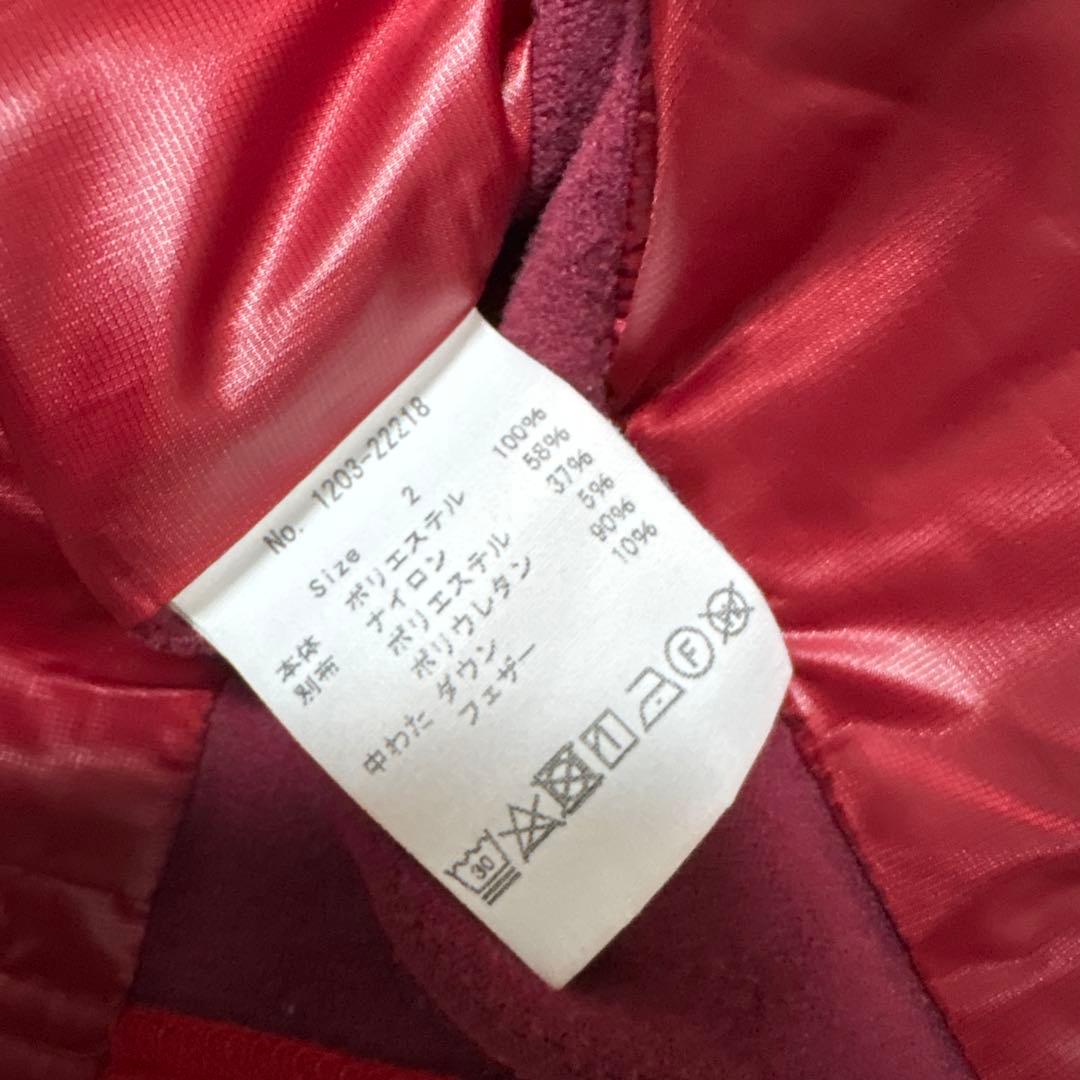 No. 1203-22218
Size 2
本体 ポリエステル 100%
別布 ナイロン 58%
ポリエステル 37%
ポリウレタン 5%
中わた ダウン 90%
フェザー 10%
30 F W